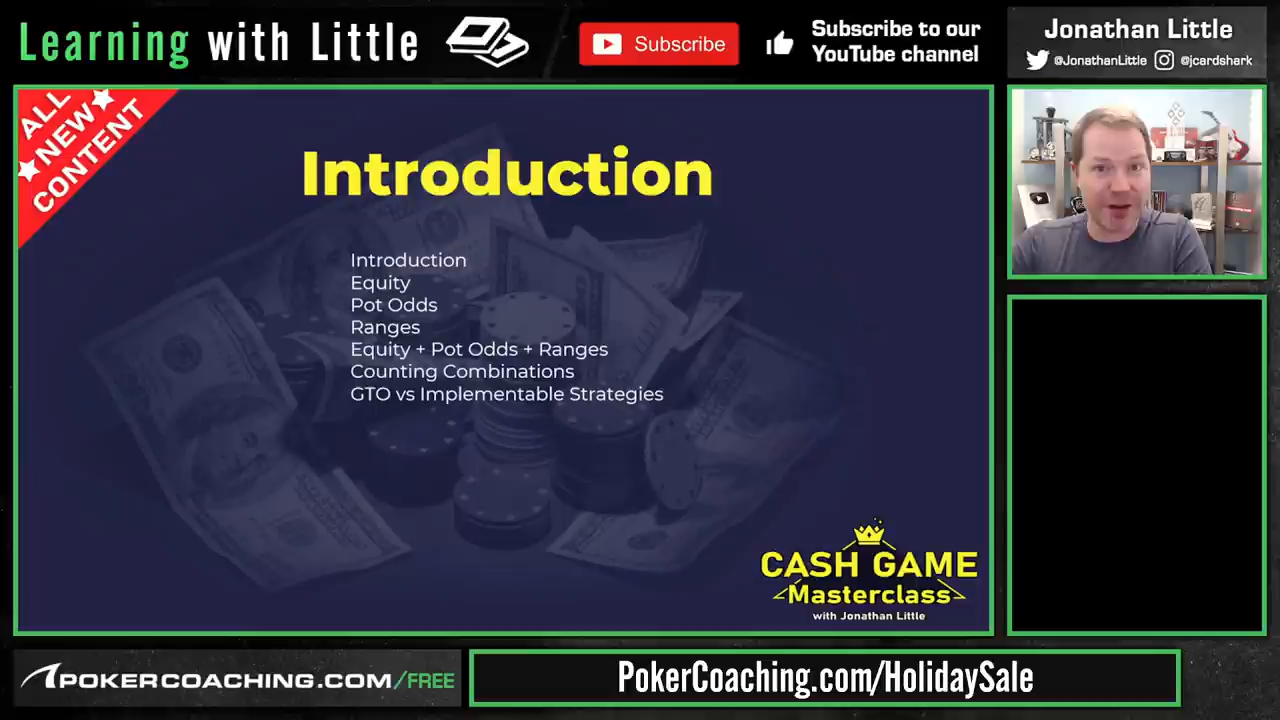 Learning with Little
Subscribe
Subscribe to our
YouTube channel
Jonathan Little
@JonathanLittle
@jcardshark
ALL
NEW
CONTENT
Introduction
Introduction
Equity
Pot Odds
Ranges
Equity + Pot Odds + Ranges
Counting Combinations
GTO vs Implementable Strategies
CASH GAME
Masterclass
with Jonathan Little
POKERCOACHING.COM/FREE
PokerCoaching.com/HolidaySale